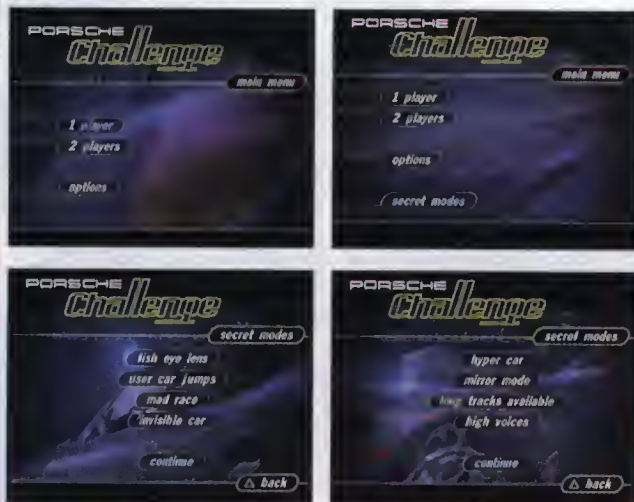 PORSCHE
Challenge
main menu
1 player
2 players
options
PORSCHE
Challenge
main menu
1 player
2 players
options
secret modes
PORSCHE
Challenge
secret modes
fish eye lens
user car jumps
mad race
invisible car
continue
△ back
PORSCHE
Challenge
secret modes
hyper car
mirror mode
long tracks available
high voices
continue
△ back